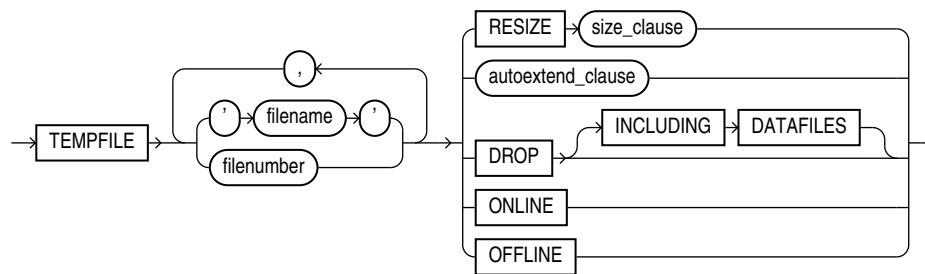 RESIZE size_clause
,
autoextend_clause
' filename '
INCLUDING DATAFILES
TEMPFILE
filenumber
DROP
ONLINE
OFFLINE